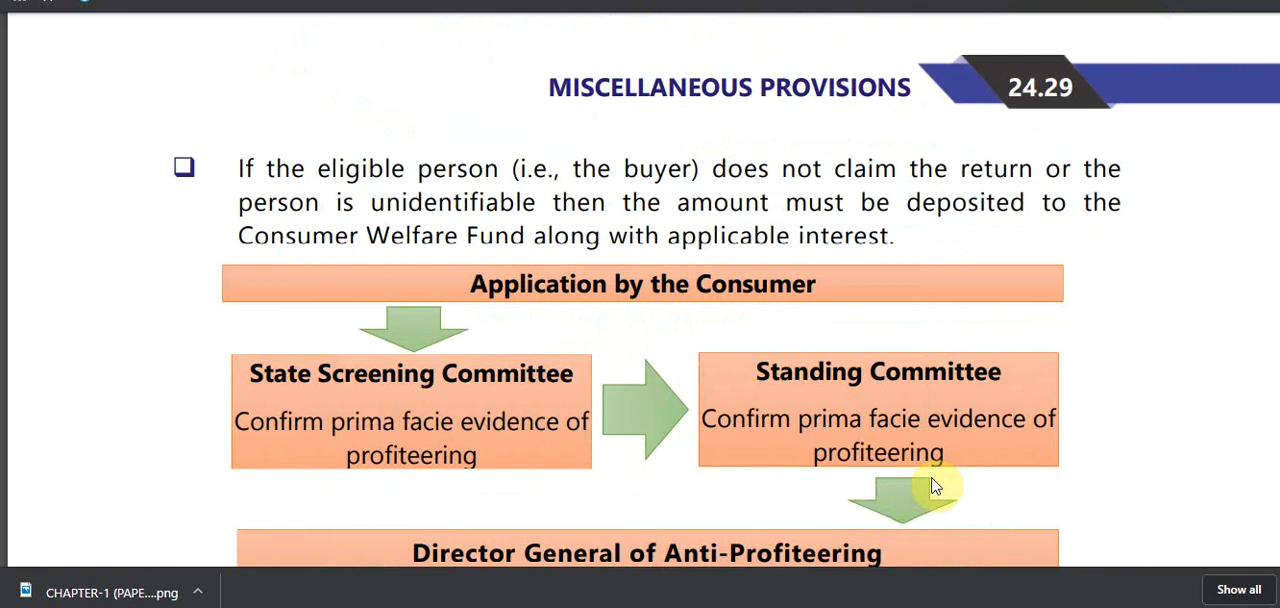 MISCELLANEOUS PROVISIONS
24.29
If the eligible person (i.e., the buyer) does not claim the return or the
person is unidentifiable then the amount must be deposited to the
Consumer Welfare Fund along with applicable interest.
Application by the Consumer
State Screening Committee
Confirm prima facie evidence of
profiteering
Standing Committee
Confirm prima facie evidence of
profiteering
Director General of Anti-Profiteering
CHAPTER-1 (PAPE....png
Show all